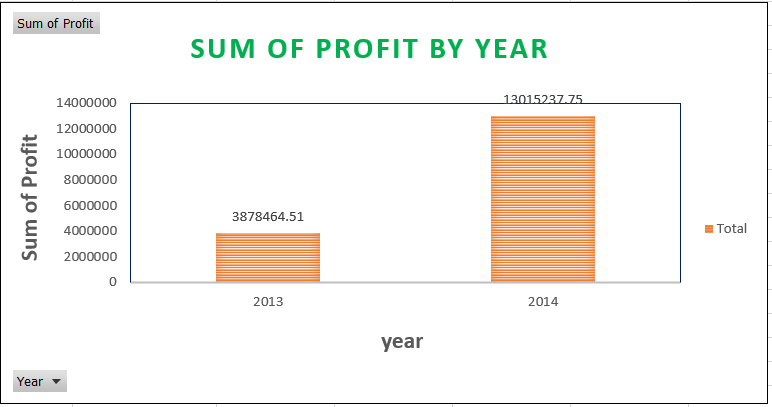 Sum of Profit
SUM OF PROFIT BY YEAR
Sum of Profit
14000000
12000000
10000000
8000000
6000000
4000000
2000000
0
3878464.51
13015237.75
2013
2014
year
Total
Year